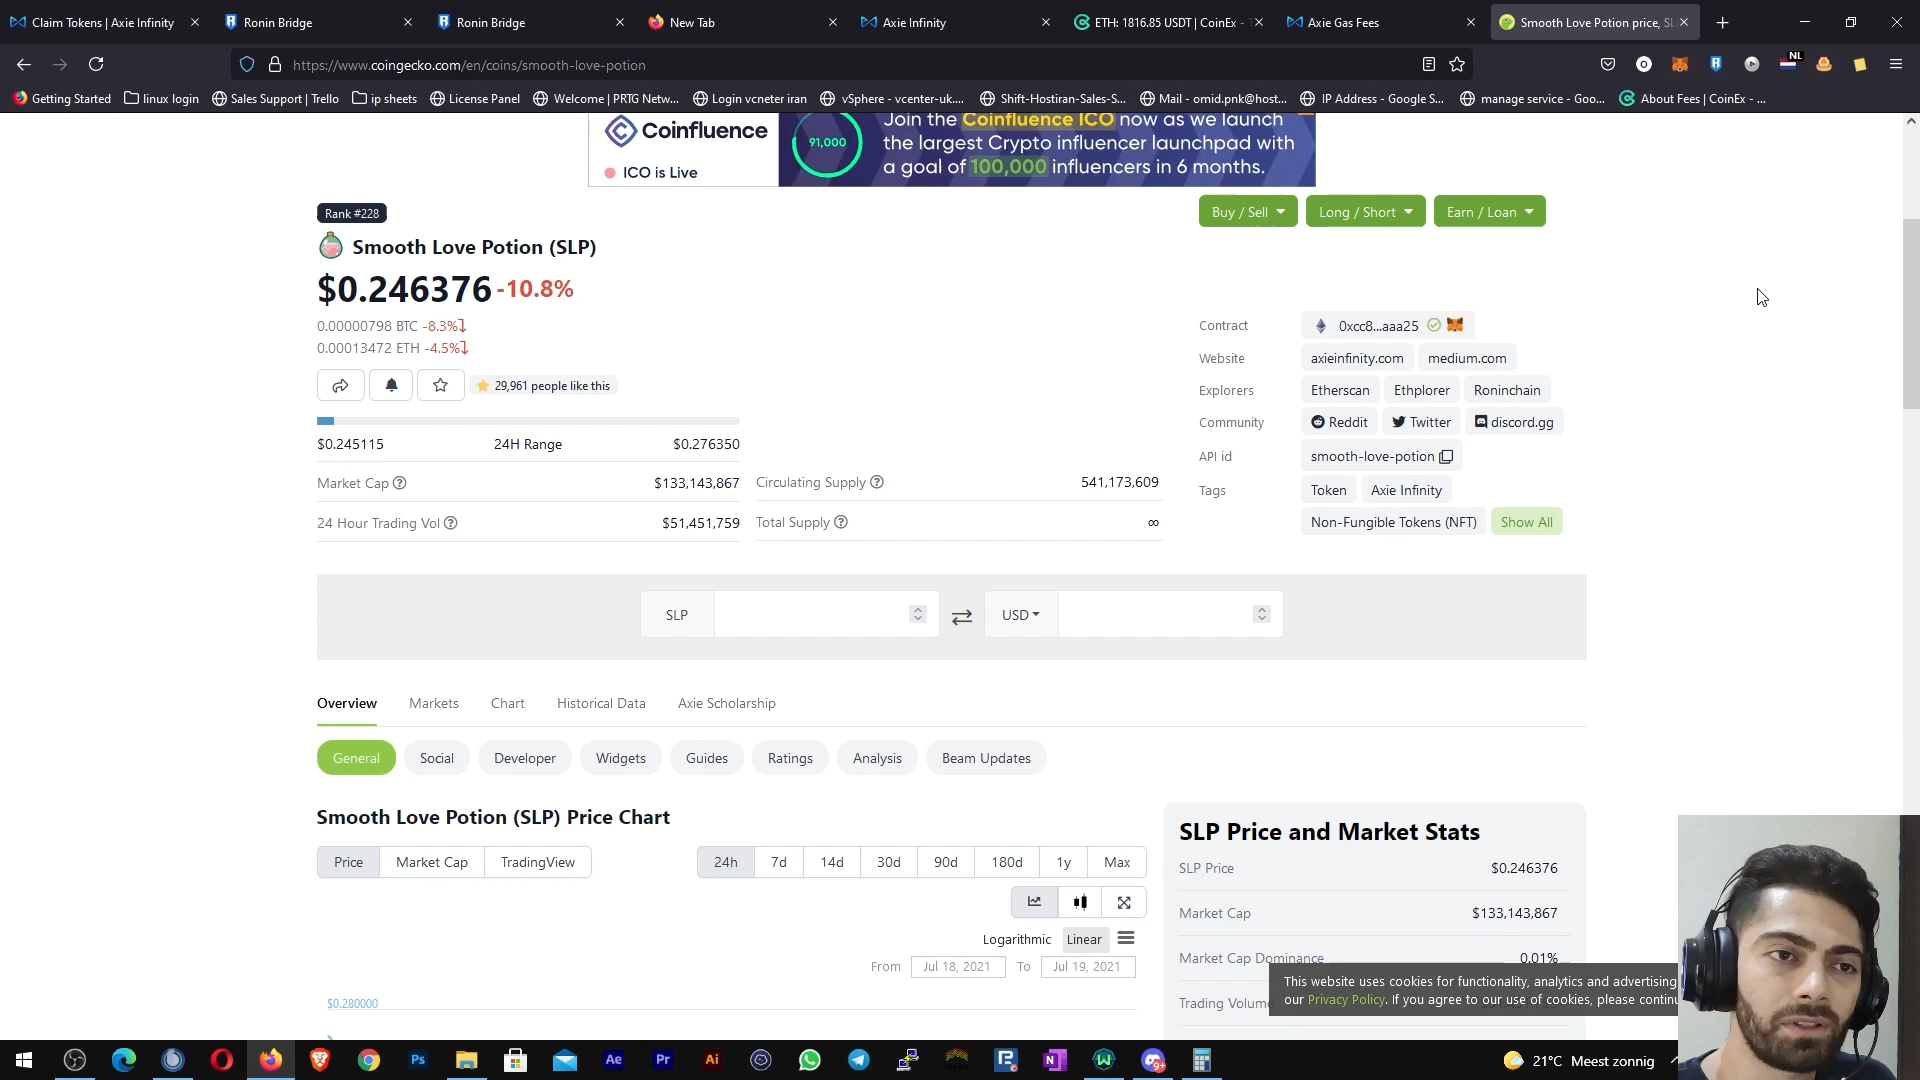 Claim Tokens | Axie Infinity
Ronin Bridge
Ronin Bridge
New Tab
Axie Infinity
ETH: 1816.85 USDT | CoinEx - T
Axie Gas Fees
Smooth Love Potion price, SL
NL
https://www.coingecko.com/en/coins/smooth-love-potion
Getting Started
linux login
Sales Support | Trello
ip sheets
License Panel
Welcome | PRTG Netw...
Login vcneter iran
vSphere - vcenter-uk....
Shift-Hostiran-Sales-S...
Mail - omid.pnk@host...
IP Address - Google S...
manage service - Goo...
About Fees | CoinEx - ...
Coinfluence
ICO is Live
91,000
Join the Coinfluence ICO now as we launch
the largest Crypto influencer launchpad with
a goal of 100,000 influencers in 6 months.
Rank #228
Buy / Sell
Long / Short
Earn / Loan
Smooth Love Potion (SLP)
$0.246376 -10.8%
0.00000798 BTC -8.3%
0.00013472 ETH -4.5%
29,961 people like this
$0.245115 24H Range $0.276350
Market Cap $133,143,867
Circulating Supply 541,173,609
24 Hour Trading Vol $51,451,759
Total Supply ∞
Contract 0xcc8...aaa25
Website axieinfinity.com medium.com
Explorers Etherscan Ethplorer Roninchain
Community Reddit Twitter discord.gg
API id smooth-love-potion
Tags Token Axie Infinity
Non-Fungible Tokens (NFT) Show All
SLP
USD
Overview Markets Chart Historical Data Axie Scholarship
General Social Developer Widgets Guides Ratings Analysis Beam Updates
Smooth Love Potion (SLP) Price Chart
Price Market Cap TradingView
24h 7d 14d 30d 90d 180d 1y Max
Logarithmic Linear
From Jul 18, 2021 To Jul 19, 2021
$0.280000
SLP Price and Market Stats
SLP Price $0.246376
Market Cap $133,143,867
Market Cap Dominance 0.01%
Trading Volume
This website uses cookies for functionality, analytics and advertising
our Privacy Policy. If you agree to our use of cookies, please continu
Ps
Ae
Pr
Ai
9+
21°C Meest zonnig